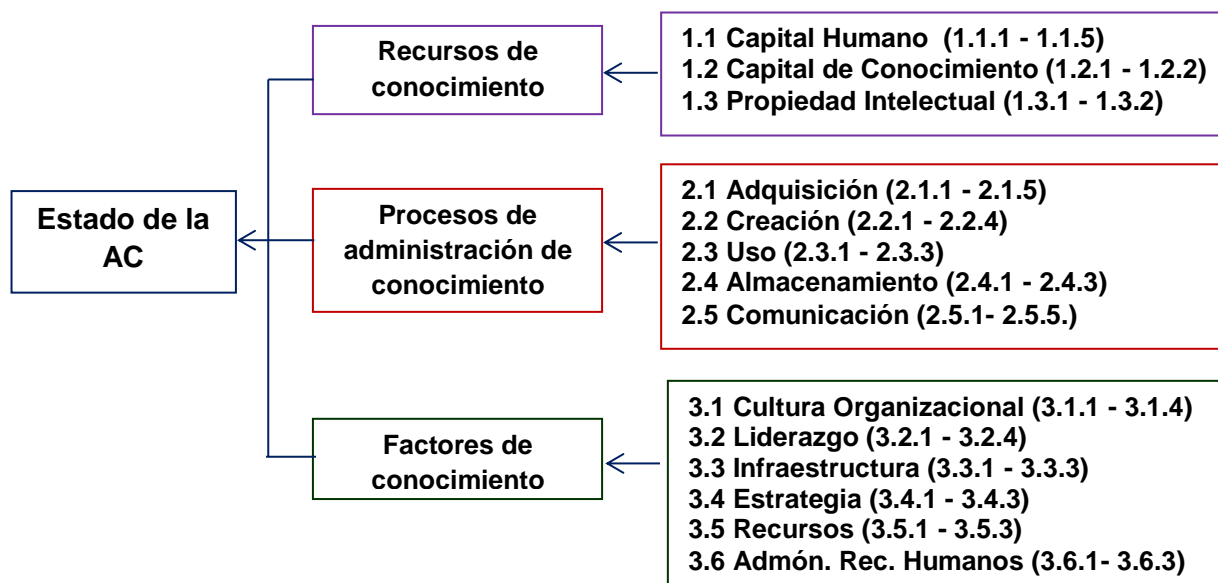 Estado de la
AC
Recursos de
conocimiento
1.1 Capital Humano (1.1.1 - 1.1.5)
1.2 Capital de Conocimiento (1.2.1 - 1.2.2)
1.3 Propiedad Intelectual (1.3.1 - 1.3.2)
Procesos de
administración de
conocimiento
2.1 Adquisición (2.1.1 - 2.1.5)
2.2 Creación (2.2.1 - 2.2.4)
2.3 Uso (2.3.1 - 2.3.3)
2.4 Almacenamiento (2.4.1 - 2.4.3)
2.5 Comunicación (2.5.1- 2.5.5.)
Factores de
conocimiento
3.1 Cultura Organizacional (3.1.1 - 3.1.4)
3.2 Liderazgo (3.2.1 - 3.2.4)
3.3 Infraestructura (3.3.1 - 3.3.3)
3.4 Estrategia (3.4.1 - 3.4.3)
3.5 Recursos (3.5.1 - 3.5.3)
3.6 Admón. Rec. Humanos (3.6.1- 3.6.3)